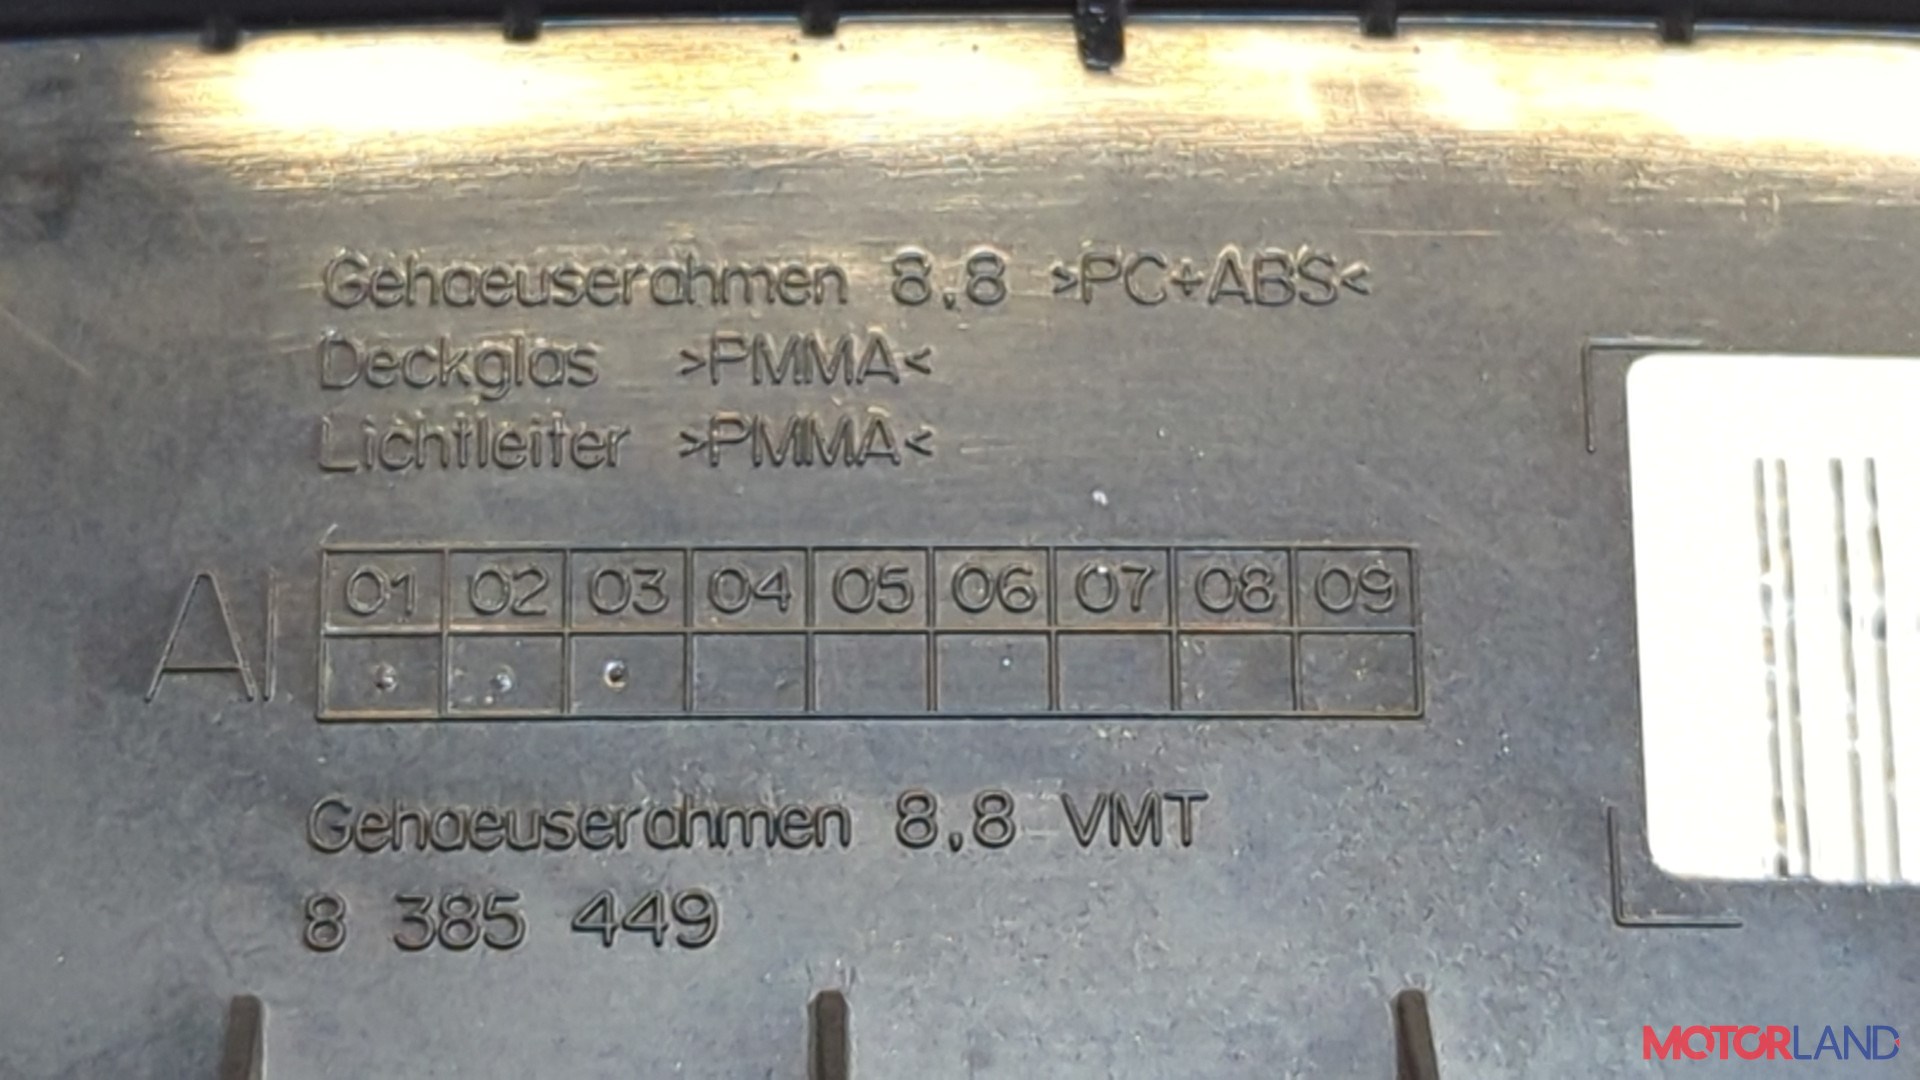 Gehaeuserahmen 8,8 >PC+ABS<
Deckglas >PMMA<
Lichtleiter >PMMA<
AI 01 02 03 04 05 06 07 08 09
Gehaeuserahmen 8,8 VMT
8 385 449
MOTORLAND